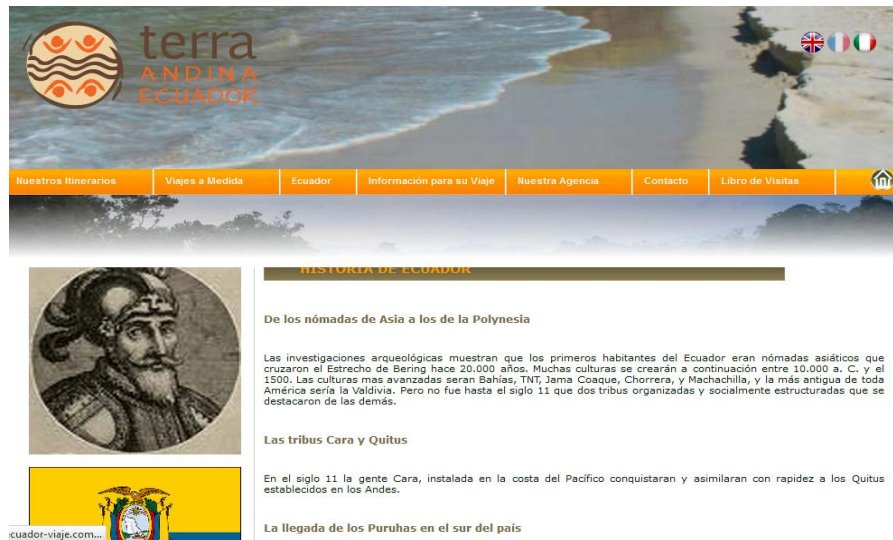 terra
ANDINA
ECUADOR
Nuestros Itinerarios
Viajes a Medida
Ecuador
Información para su Viaje
Nuestra Agencia
Contacto
Libro de Visitas
HISTORIA DE ECUADOR
De los nómadas de Asia a los de la Polynesia
Las investigaciones arqueológicas muestran que los primeros habitantes del Ecuador eran nómadas asiáticos que
cruzaron el Estrecho de Bering hace 20.000 años. Muchas culturas se crearán a continuación entre 10.000 a. C. y el
1500. Las culturas mas avanzadas seran Bahías, TNT, Jama Coaque, Chorrera, y Machachilla, y la más antigua de toda
América sería la Valdivia. Pero no fue hasta el siglo 11 que dos tribus organizadas y socialmente estructuradas que se
destacaron de las demás.
Las tribus Cara y Quitus
En el siglo 11 la gente Cara, instalada en la costa del Pacífico conquistaran y asimilaran con rapidez a los Quitus
establecidos en los Andes.
La llegada de los Puruhas en el sur del país
cuador-viaje.com...